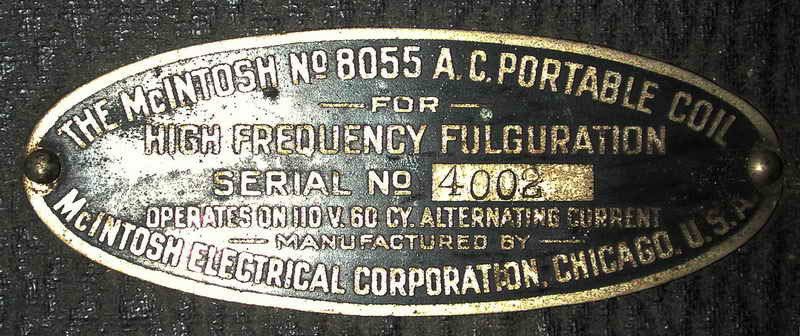 THE McINTOSH No 8055 A.C. PORTABLE COIL
FOR
HIGH FREQUENCY FULGURATION
SERIAL No 4002
OPERATES ON 110 V. 60 CY. ALTERNATING CURRENT
MANUFACTURED BY
McINTOSH ELECTRICAL CORPORATION, CHICAGO, U.S.A.